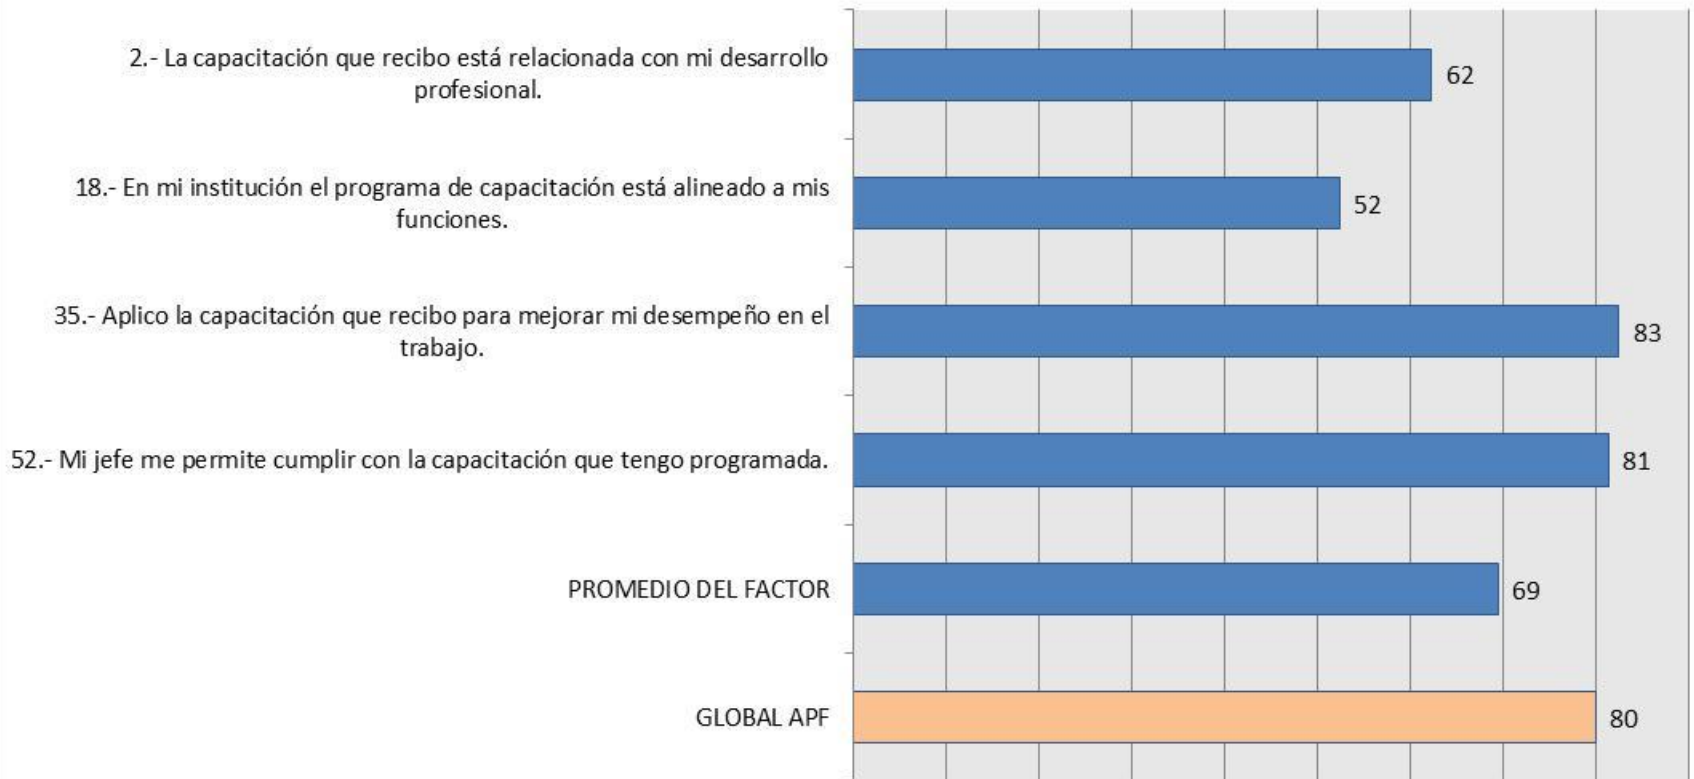 2.- La capacitación que recibo está relacionada con mi desarrollo
profesional.
62
18.- En mi institución el programa de capacitación está alineado a mis
funciones.
52
35.- Aplico la capacitación que recibo para mejorar mi desempeño en el
trabajo.
83
52.- Mi jefe me permite cumplir con la capacitación que tengo programada.
81
PROMEDIO DEL FACTOR
69
GLOBAL APF
80